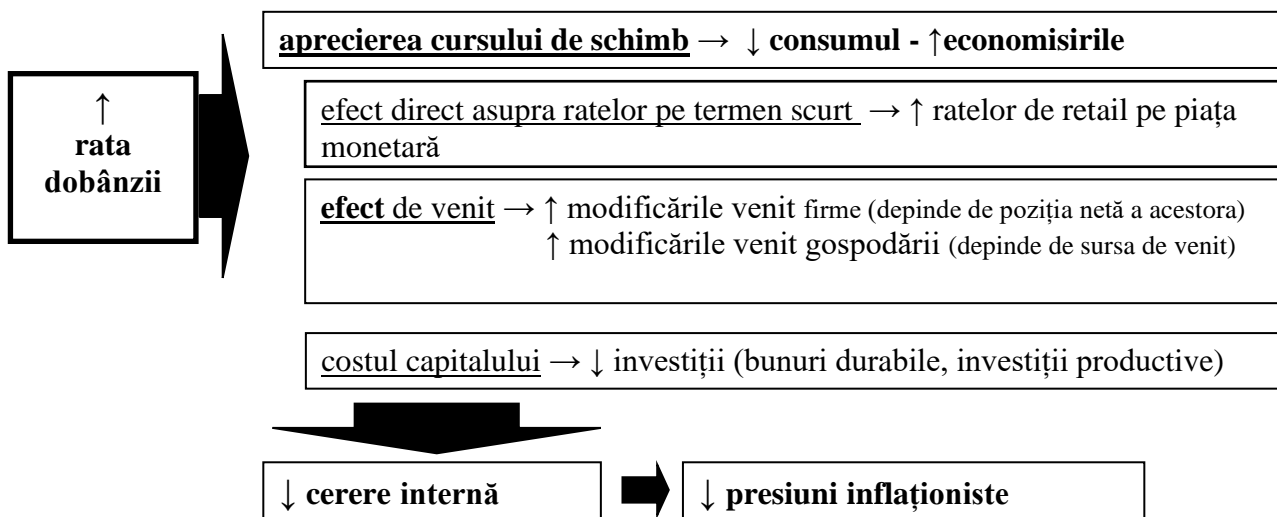 aprecierea cursului de schimb → ↓ consumul - ↑economisirile
↑
rata
dobânzii
efect direct asupra ratelor pe termen scurt → ↑ ratelor de retail pe piața
monetară
efect de venit → ↑ modificările venit firme (depinde de poziția netă a acestora)
↑ modificările venit gospodării (depinde de sursa de venit)
costul capitalului → ↓ investiții (bunuri durabile, investiții productive)
↓ cerere internă
↓ presiuni inflaționiste